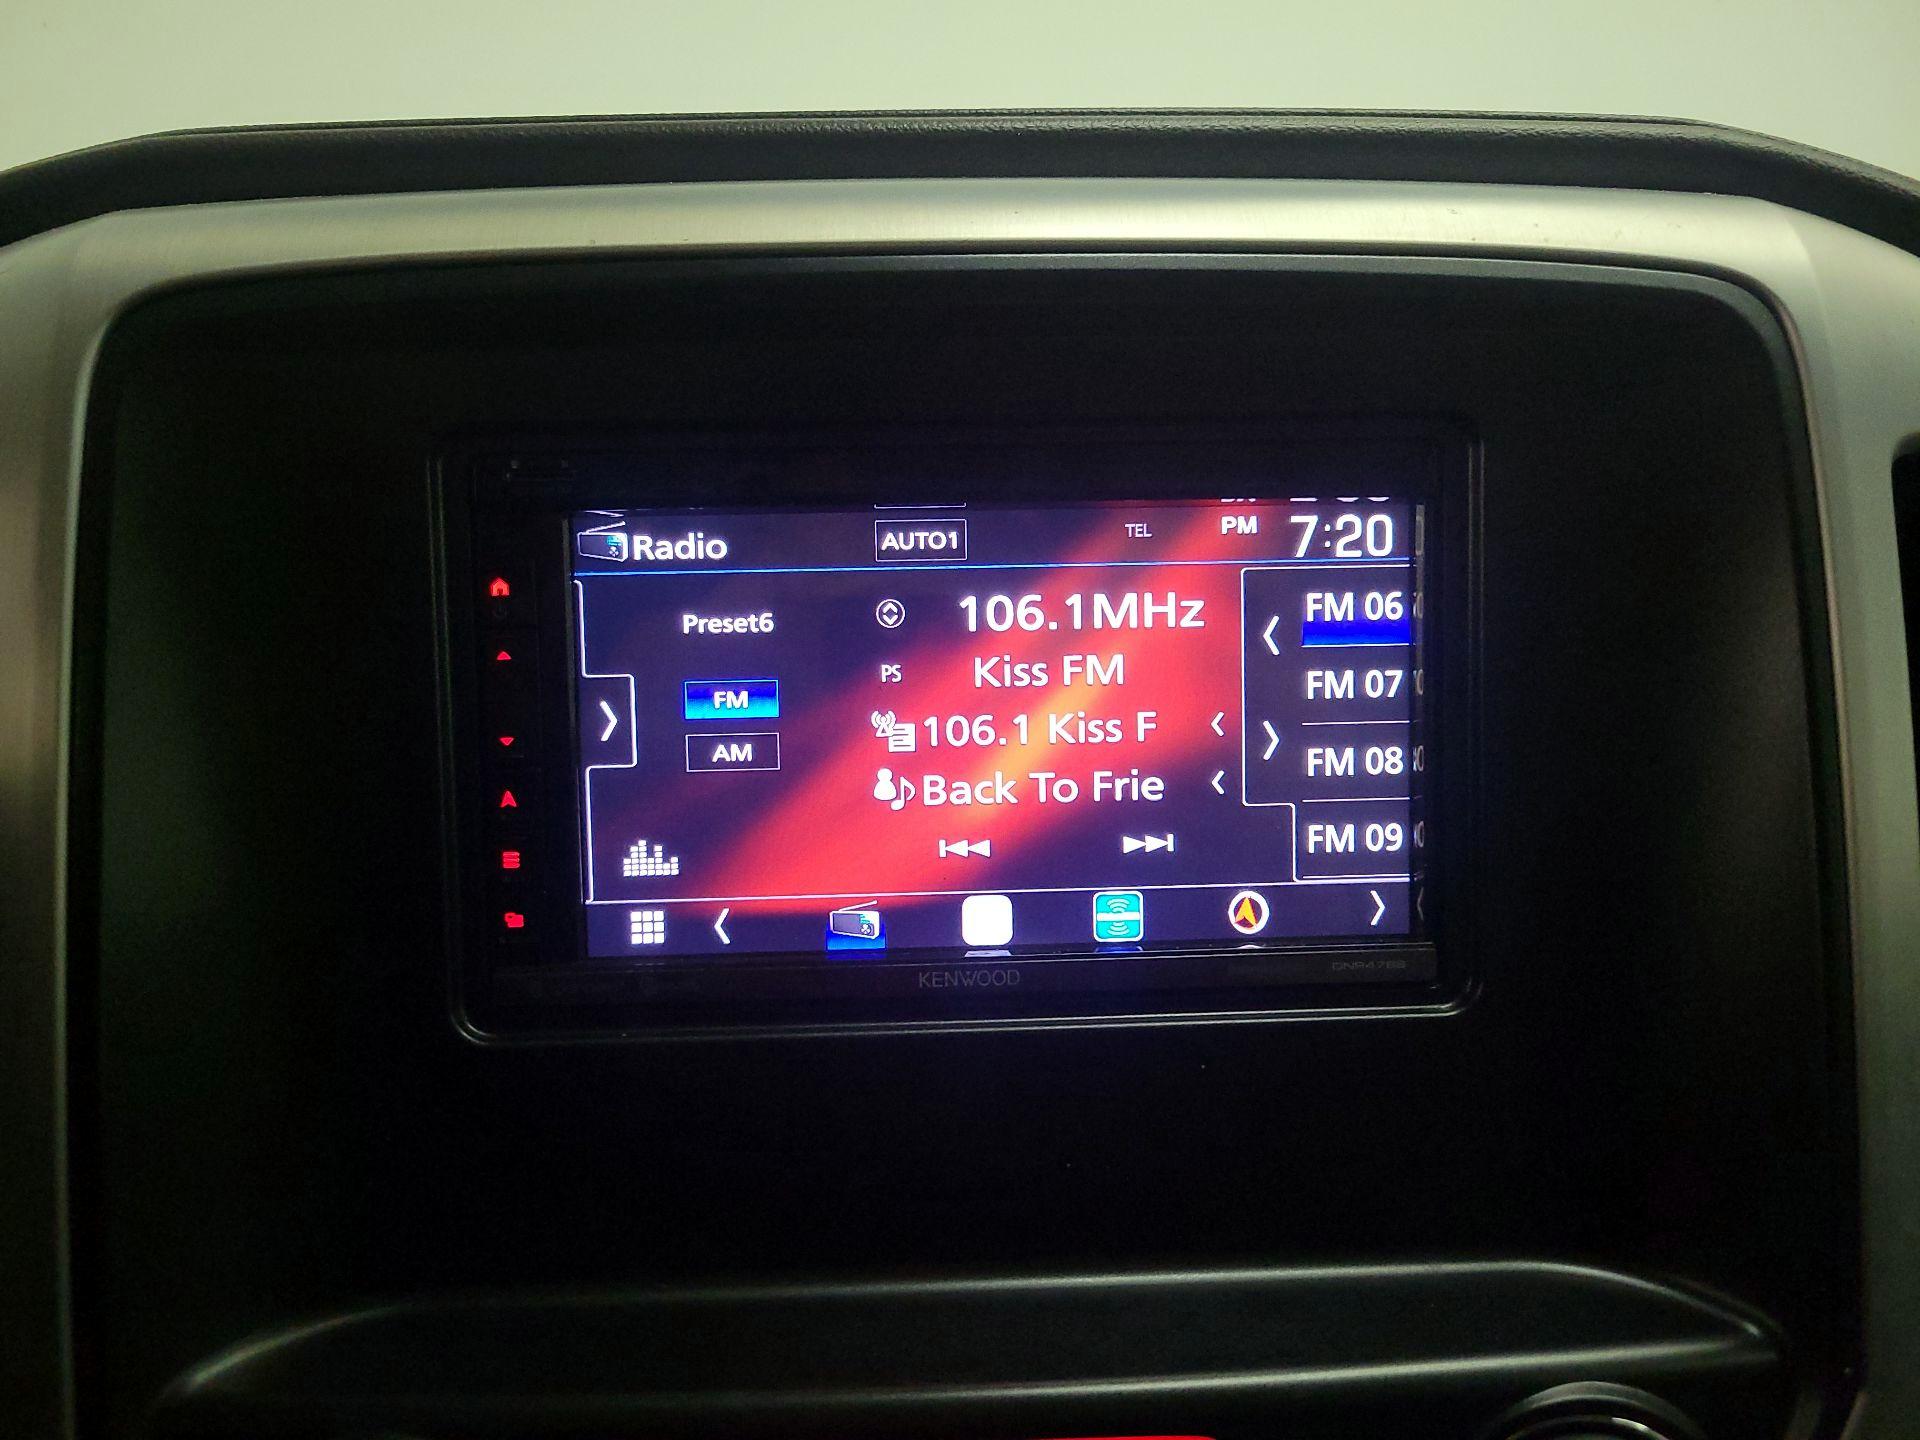 Radio
AUTO1
TEL
PM
7:20
Preset6
106.1MHz
FM 06
PS
Kiss FM
FM
FM 07
106.1 Kiss F
AM
FM 08
Back To Frie
FM 09
KENWOOD